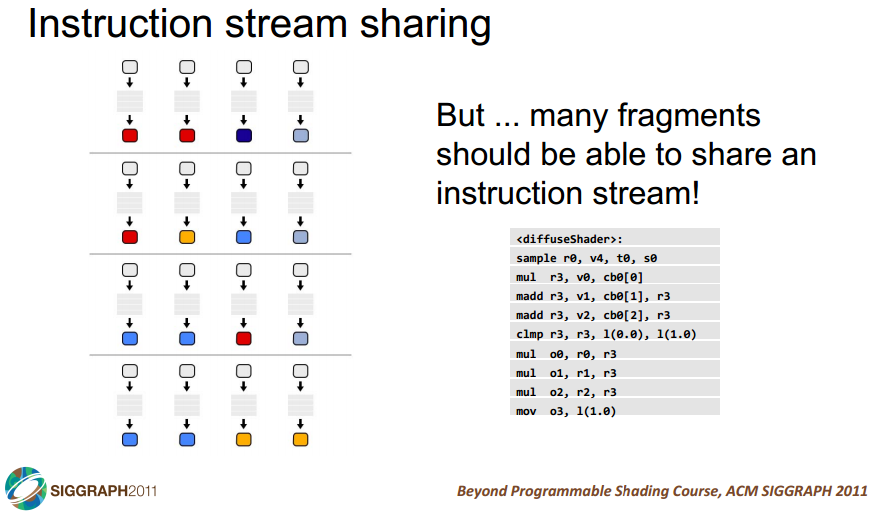 Instruction stream sharing
But ... many fragments
should be able to share an
instruction stream!
<diffuseShader>:
sample r0, v4, t0, s0
mul  r3, v0, cb0[0]
madd r3, v1, cb0[1], r3
madd r3, v2, cb0[2], r3
clmp r3, r3, l(0.0), l(1.0)
mul  o0, r0, r3
mul  o1, r1, r3
mul  o2, r2, r3
mov  o3, l(1.0)
SIGGRAPH2011
Beyond Programmable Shading Course, ACM SIGGRAPH 2011